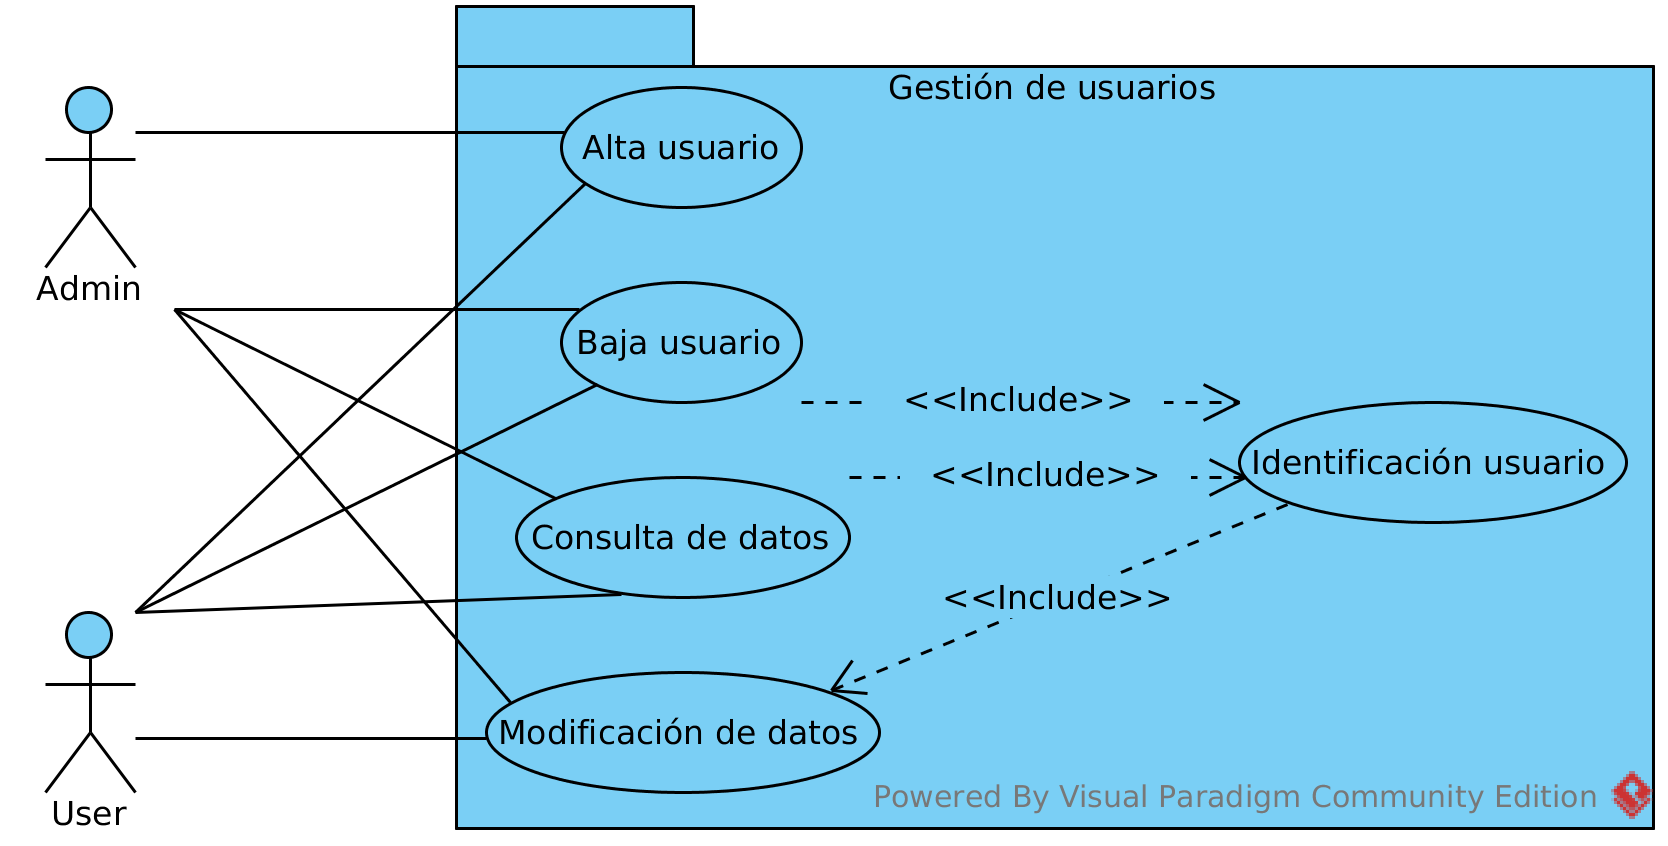 Gestión de usuarios
Alta usuario
Admin
Baja usuario
<<Include>>
Identificación usuario
<<Include>>
Consulta de datos
<<Include>>
Modificación de datos
User
Powered By Visual Paradigm Community Edition